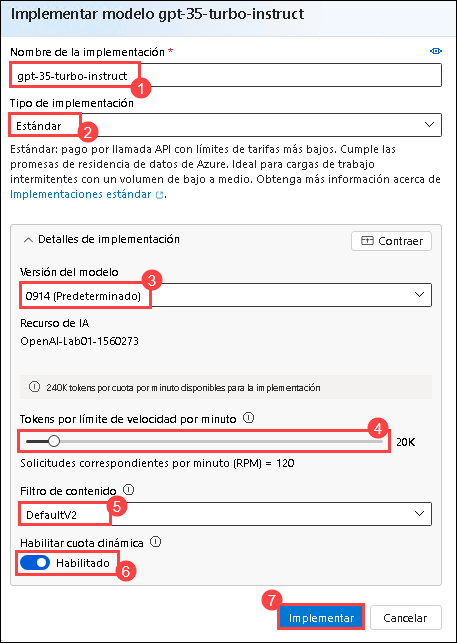 Implementar modelo gpt-35-turbo-instruct
Nombre de la implementación *
gpt-35-turbo-instruct
1
Tipo de implementación
Estándar
2
Estándar: pago por llamada API con límites de tarifas más bajos. Cumple las
promesas de residencia de datos de Azure. Ideal para cargas de trabajo
intermitentes con un volumen de bajo a medio. Obtenga más información acerca de
Implementaciones estándar
Detalles de implementación
Contraer
Versión del modelo
3
0914 (Predeterminado)
Recurso de IA
OpenAI-Lab01-1560273
240K tokens por cuota por minuto disponibles para la implementación
Tokens por límite de velocidad por minuto
4
20K
Solicitudes correspondientes por minuto (RPM) = 120
Filtro de contenido
5
DefaultV2
Habilitar cuota dinámica
Habilitado
6
7
Implementar
Cancelar